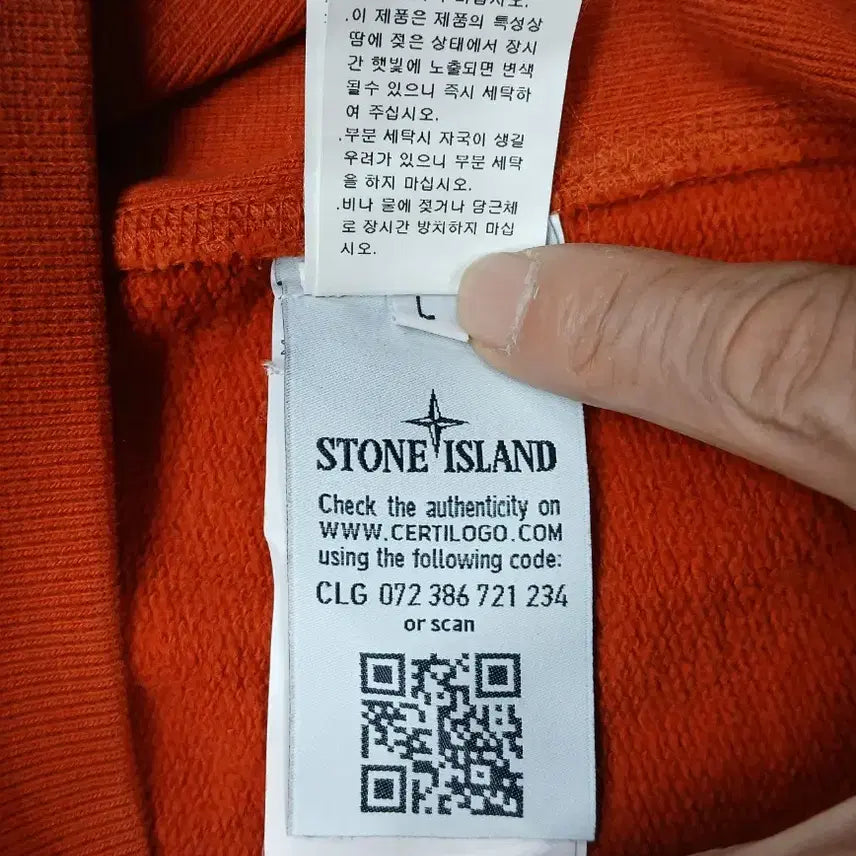 .이 제품은 제품의 특성상
땀에 젖은 상태에서 장시
간 햇빛에 노출되면 변색
될수 있으니 즉시 세탁하
여 주십시오.
.부분 세탁시 자국이 생길
우려가 있으니 부분 세탁
을 하지 마십시오.
.비나 물에 젖거나 당근체
로 장시간 방치하지 마십
시오.
L
STONE ISLAND
Check the authenticity on
WWW.CERTILOGO.COM
using the following code:
CLG 072 386 721 234
or scan